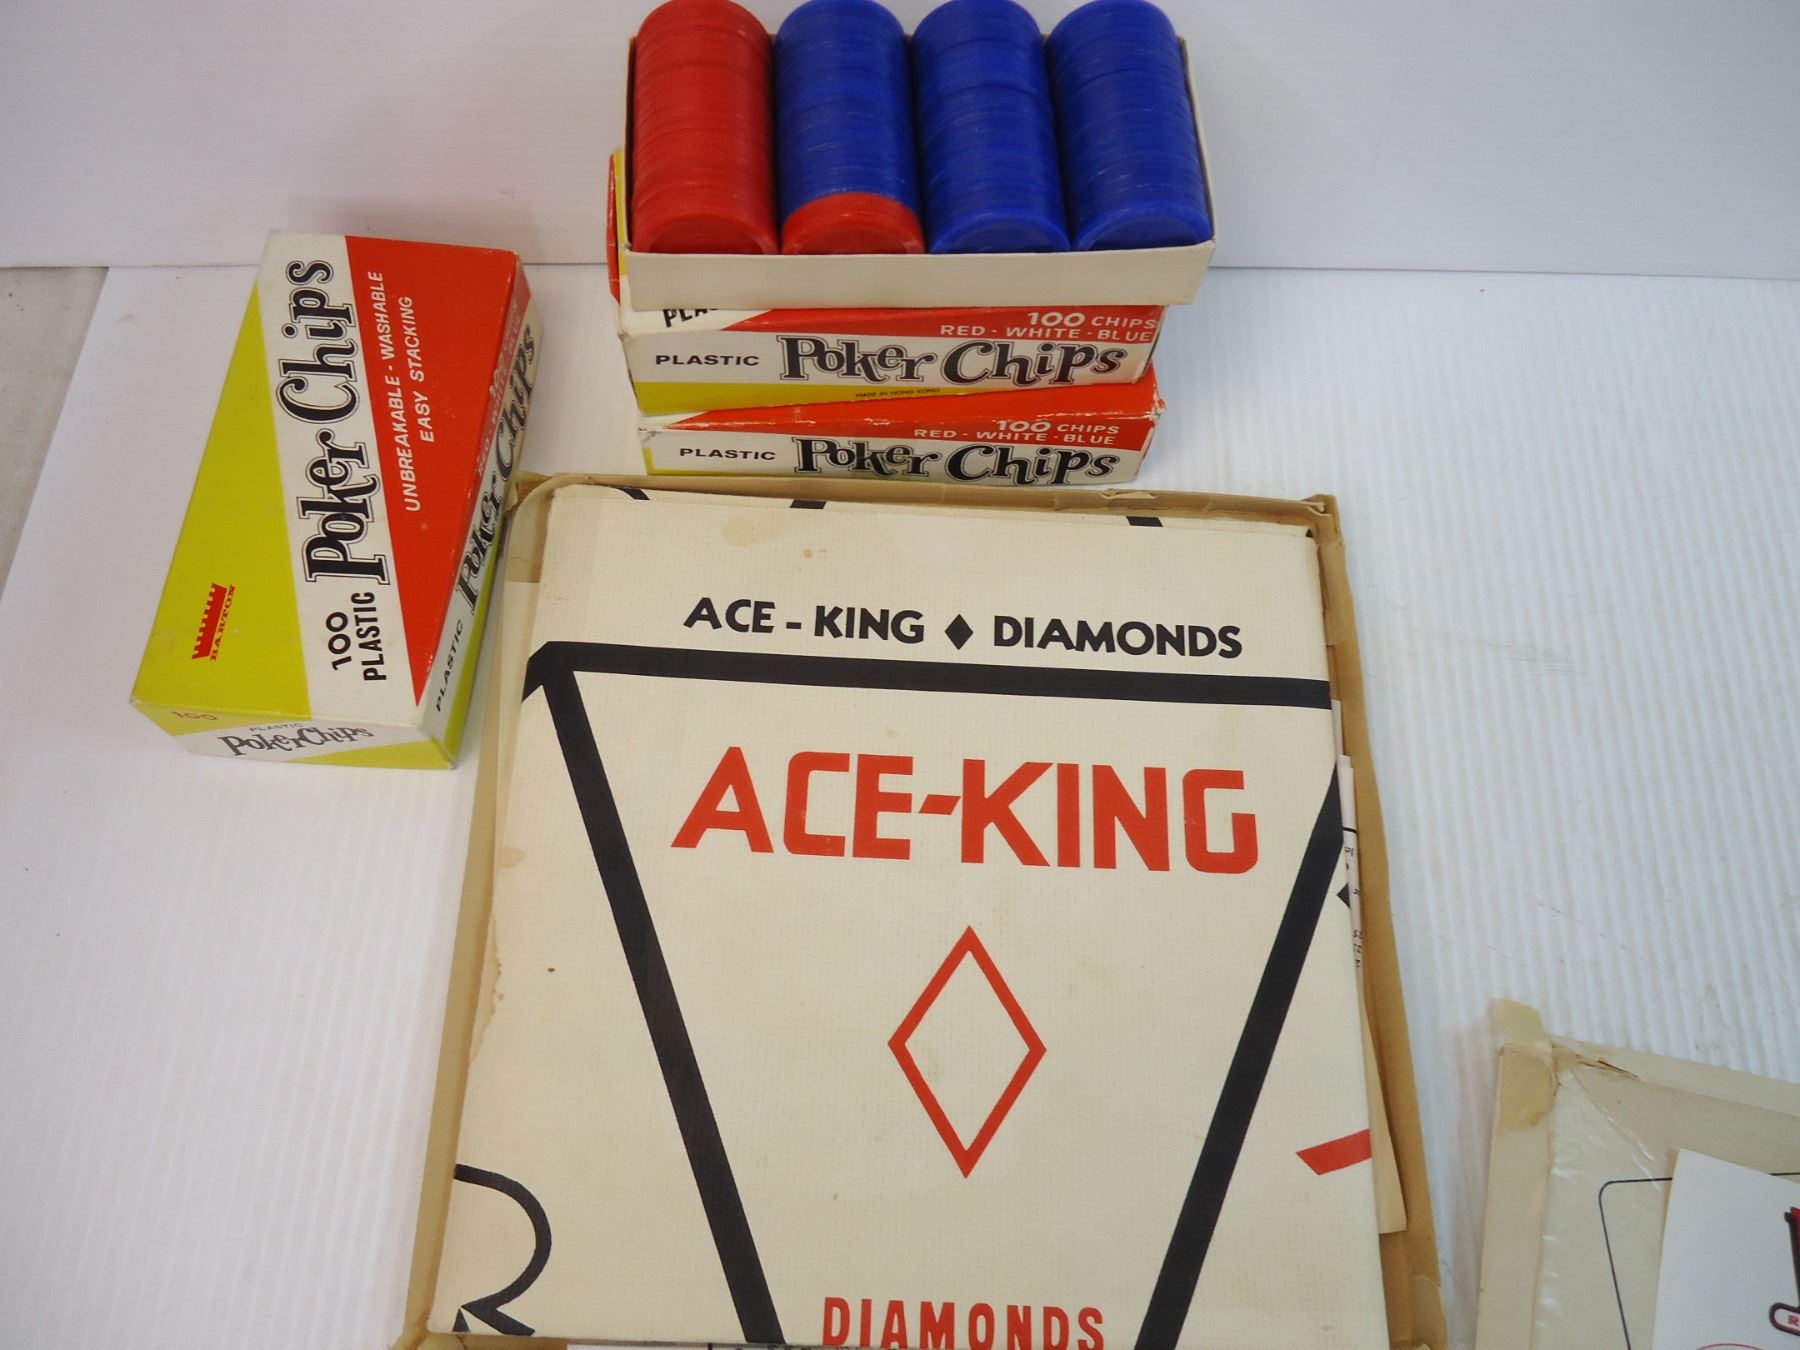 PLASTIC
100 CHIPS
RED - WHITE - BLUE
PLASTIC Poker Chips
MADE IN HONG KONG
100 CHIPS
RED - WHITE - BLUE
PLASTIC Poker Chips
100 PLASTIC Poker Chips
UNBREAKABLE - WASHABLE
EASY STACKING
BARTON
PLASTIC Poker Chips
100
PLASTIC
Poker Chips
ACE - KING ♦ DIAMONDS
ACE-KING
DIAMONDS